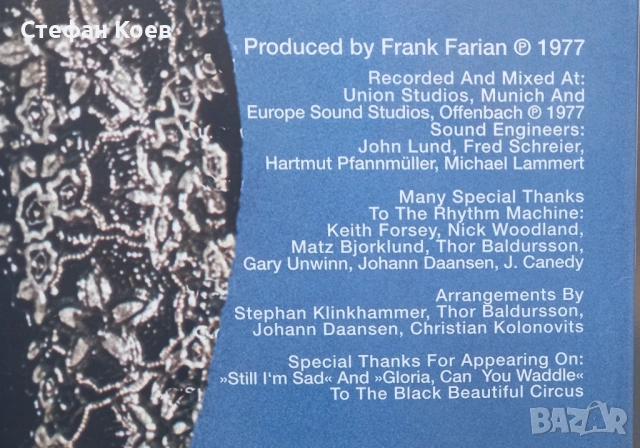 Стефан Коев
Produced by Frank Farian ℗ 1977
Recorded And Mixed At:
Union Studios, Munich And
Europe Sound Studios, Offenbach ℗ 1977
Sound Engineers:
John Lund, Fred Schreier,
Hartmut Pfannmüller, Michael Lammert
Many Special Thanks
To The Rhythm Machine:
Keith Forsey, Nick Woodland,
Matz Bjorklund, Thor Baldursson,
Gary Unwinn, Johann Daansen, J. Canedy
Arrangements By
Stephan Klinkhammer, Thor Baldursson,
Johann Daansen, Christian Kolonovits
Special Thanks For Appearing On:
»Still I'm Sad« And »Gloria, Can You Waddle«
To The Black Beautiful Circus
BAZAR